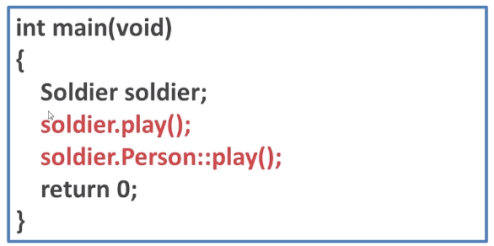 int main(void)
{
Soldier soldier;
soldier.play();
soldier.Person::play();
return 0;
}